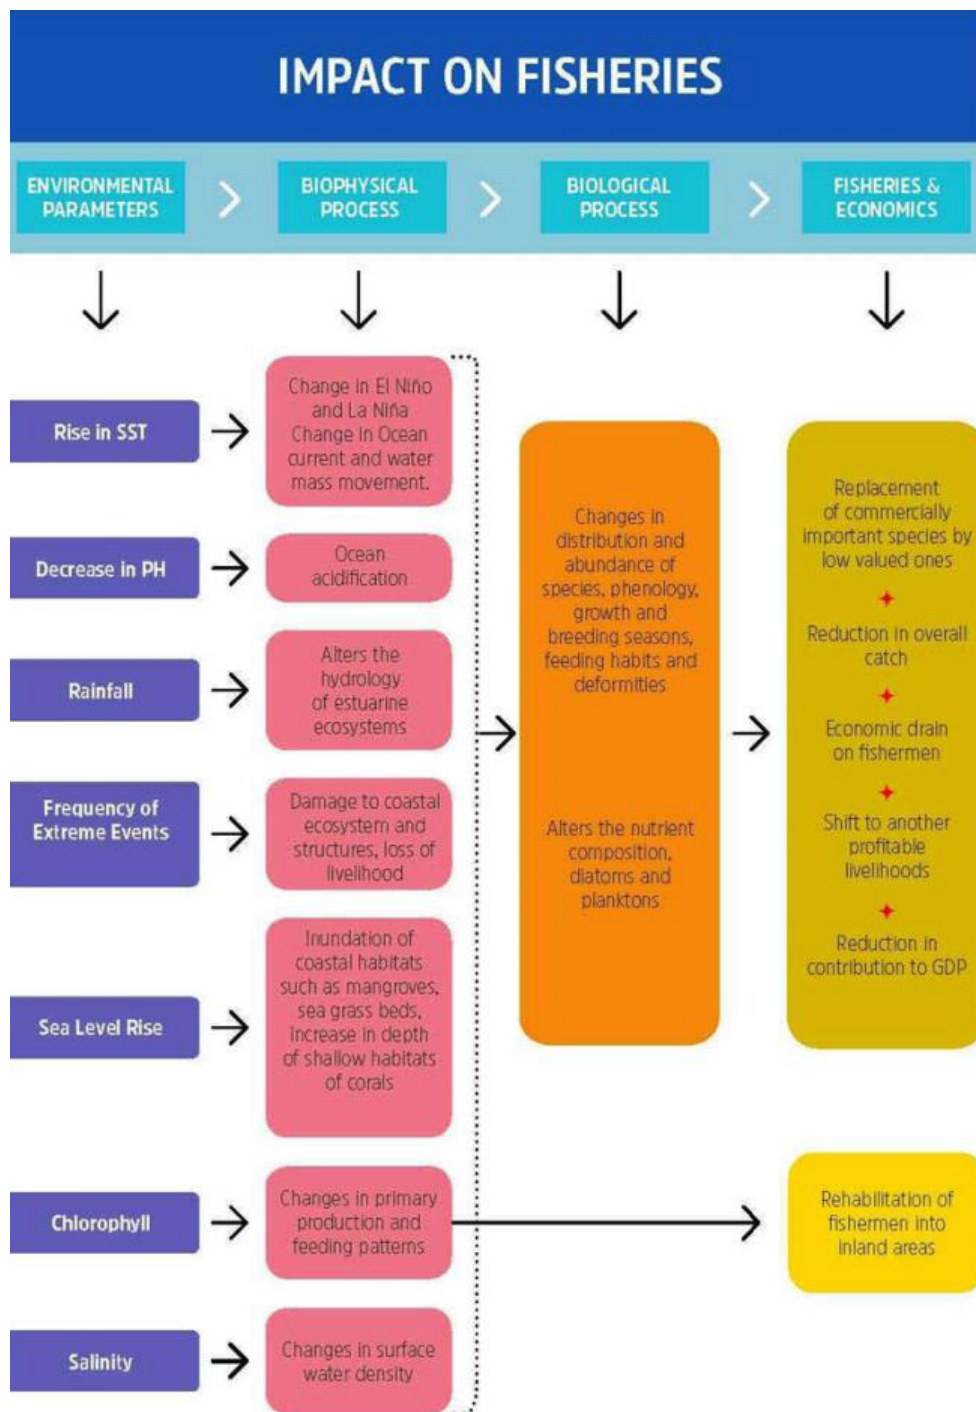 IMPACT ON FISHERIES
ENVIRONMENTAL
PARAMETERS
BIOPHYSICAL
PROCESS
BIOLOGICAL
PROCESS
FISHERIES &
ECONOMICS
Rise in SST
Change in El Niño
and La Niña
Change in Ocean
current and water
mass movement.
Decrease in PH
Ocean
acidification
Rainfall
Alters the
hydrology
of estuarine
ecosystems
Frequency of
Extreme Events
Damage to coastal
ecosystem and
structures, loss of
livelihood
Sea Level Rise
Inundation of
coastal habitats
such as mangroves,
sea grass beds,
increase in depth
of shallow habitats
of corals
Chlorophyll
Changes in primary
production and
feeding patterns
Salinity
Changes in surface
water density
Changes in
distribution and
abundance of
species, phenology,
growth and
breeding seasons,
feeding habits and
deformities
Alters the nutrient
composition,
diatoms and
planktons
Replacement
of commercially
important species by
low valued ones
Reduction in overall
catch
Economic drain
on fishermen
Shift to another
profitable
livelihoods
Reduction in
contribution to GDP
Rehabilitation of
fishermen into
inland areas